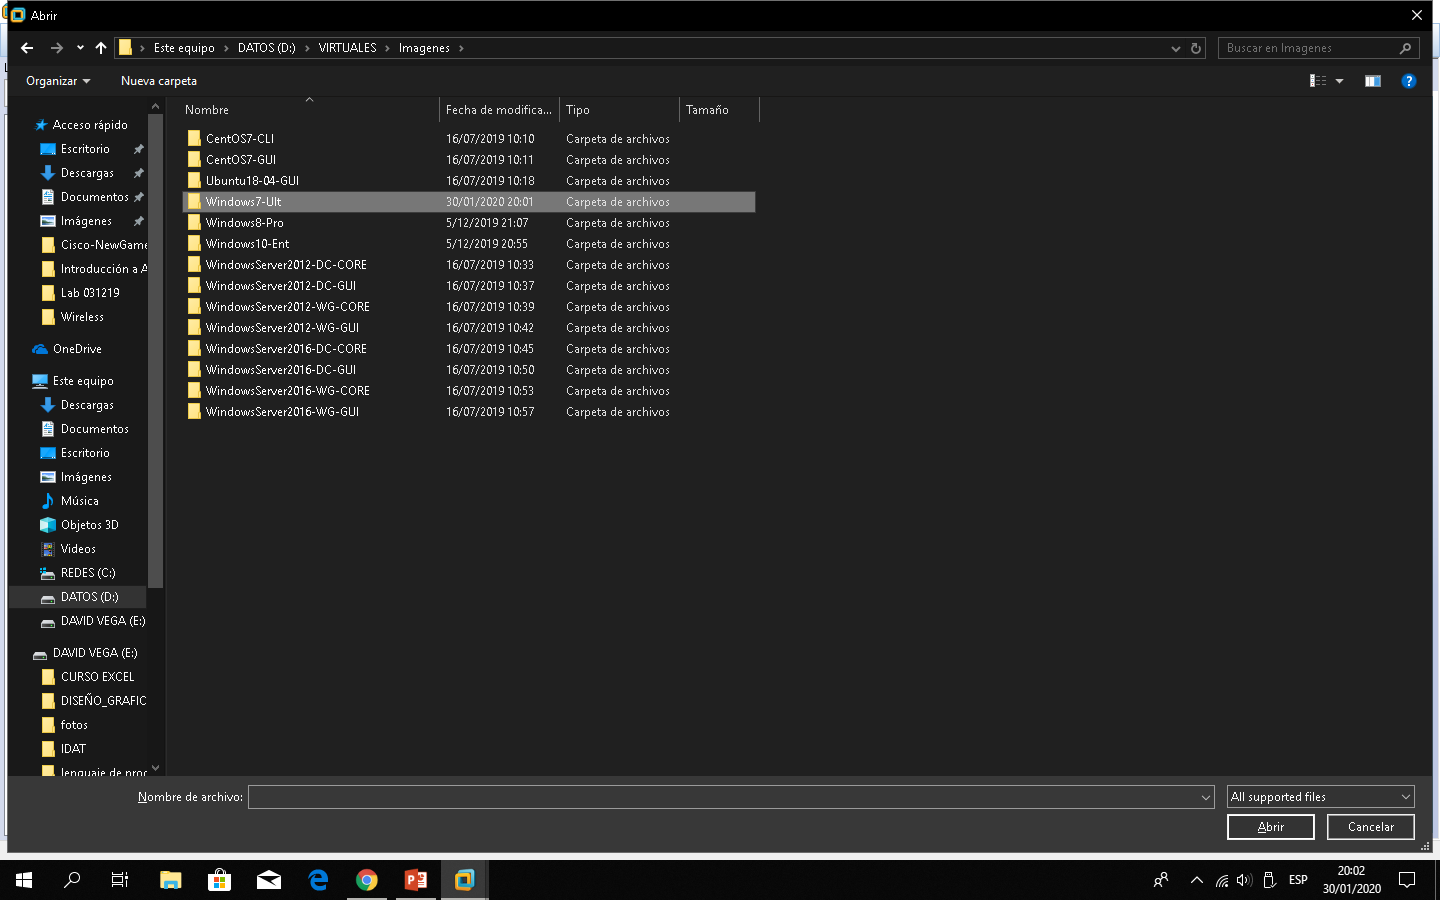 Abrir
Este equipo > DATOS (D:) > VIRTUALES > Imagenes >
Buscar en Imagenes
Organizar
Nueva carpeta
Acceso rápido
Escritorio
Descargas
Documentos
Imágenes
Cisco-NewGame
Introducción a A
Lab 031219
Wireless
OneDrive
Este equipo
Descargas
Documentos
Escritorio
Imágenes
Música
Objetos 3D
Videos
REDES (C:)
DATOS (D:)
DAVID VEGA (E:)
DAVID VEGA (E:)
CURSO EXCEL
DISEÑO_GRAFIC
fotos
IDAT
lenguaje de proc
Nombre Fecha de modifica... Tipo Tamaño
CentOS7-CLI 16/07/2019 10:10 Carpeta de archivos
CentOS7-GUI 16/07/2019 10:11 Carpeta de archivos
Ubuntu18-04-GUI 16/07/2019 10:18 Carpeta de archivos
Windows7-Ult 30/01/2020 20:01 Carpeta de archivos
Windows8-Pro 5/12/2019 21:07 Carpeta de archivos
Windows10-Ent 5/12/2019 20:55 Carpeta de archivos
WindowsServer2012-DC-CORE 16/07/2019 10:33 Carpeta de archivos
WindowsServer2012-DC-GUI 16/07/2019 10:37 Carpeta de archivos
WindowsServer2012-WG-CORE 16/07/2019 10:39 Carpeta de archivos
WindowsServer2012-WG-GUI 16/07/2019 10:42 Carpeta de archivos
WindowsServer2016-DC-CORE 16/07/2019 10:45 Carpeta de archivos
WindowsServer2016-DC-GUI 16/07/2019 10:50 Carpeta de archivos
WindowsServer2016-WG-CORE 16/07/2019 10:53 Carpeta de archivos
WindowsServer2016-WG-GUI 16/07/2019 10:57 Carpeta de archivos
Nombre de archivo:
All supported files
Abrir
Cancelar
ESP
20:02
30/01/2020